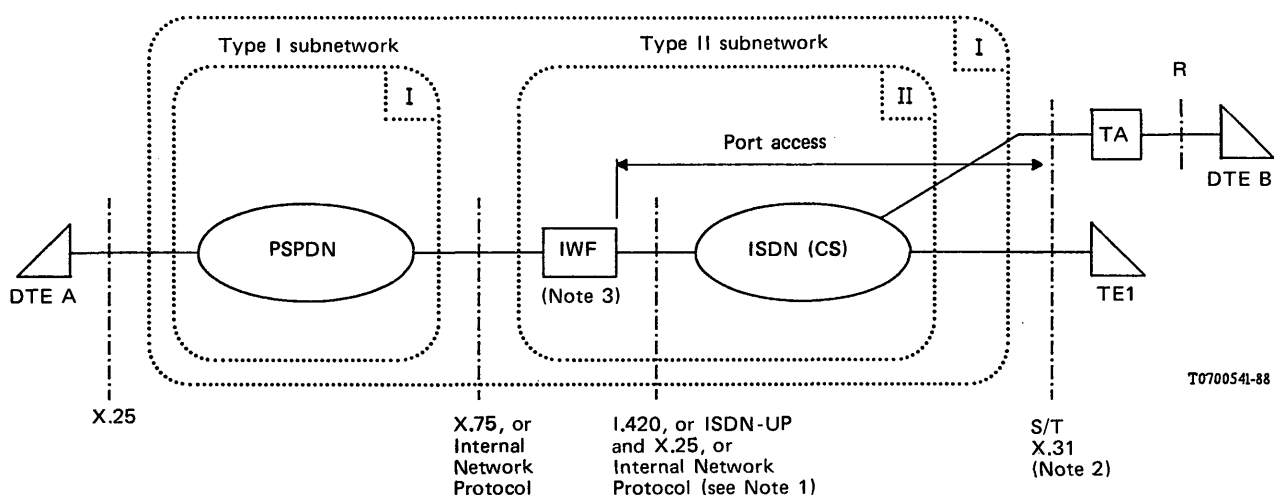 Type I subnetwork
Type II subnetwork
I
I
II
R
Port access
TA
DTE B
PSPDN
IWF
ISDN (CS)
DTE A
(Note 3)
TE1
T0700541-88
X.25
X.75, or
Internal
Network
Protocol
I.420, or ISDN-UP
and X.25, or
Internal Network
Protocol (see Note 1)
S/T
X.31
(Note 2)